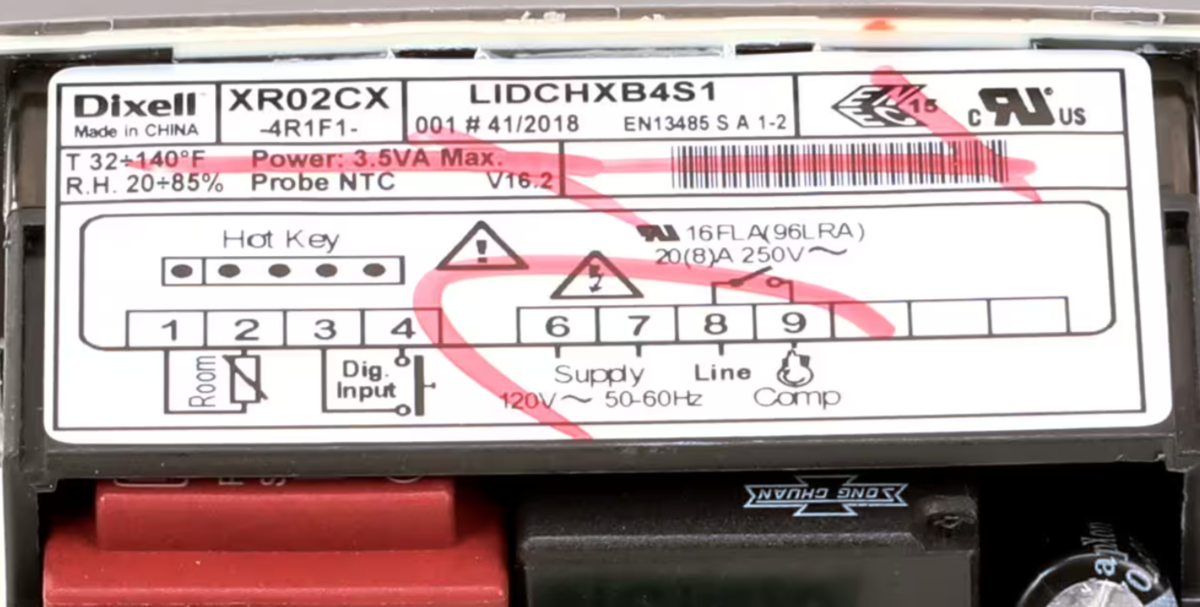 Dixell
Made in CHINA
XR02CX
-4R1F1-
LIDCHXB4S1
001 # 41/2018 EN13485 S A 1-2
15
C US
T 32÷140°F Power: 3.5VA Max.
R.H. 20÷85% Probe NTC V16.2
Hot Key
16FLA(96LRA)
20(8)A 250V～
1 2 3 4 6 7 8 9
Room
Dig.
Input
Supply Line
120V～ 50-60Hz Comp
SONG CHUAN